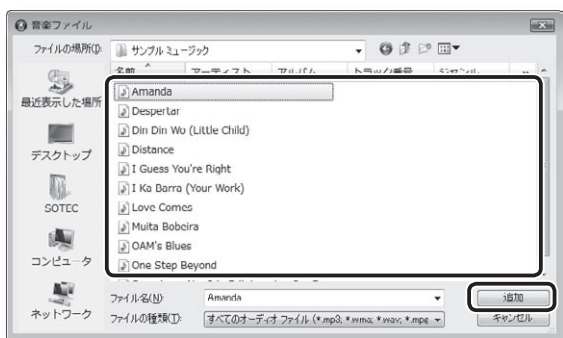 音楽ファイル
ファイルの場所(I):
サンプル ミュージック
名前 アーティスト アルバム トラック番号 ジャンル »
最近表示した場所
デスクトップ
SOTEC
コンピュータ
ネットワーク
Amanda
Despertar
Din Din Wo (Little Child)
Distance
I Guess You're Right
I Ka Barra (Your Work)
Love Comes
Muita Bobeira
OAM's Blues
One Step Beyond
ファイル名(N):
Amanda
追加
ファイルの種類(T):
すべてのオーディオ ファイル (*.mp3; *.wma; *.wav; *.mpe
キャンセル